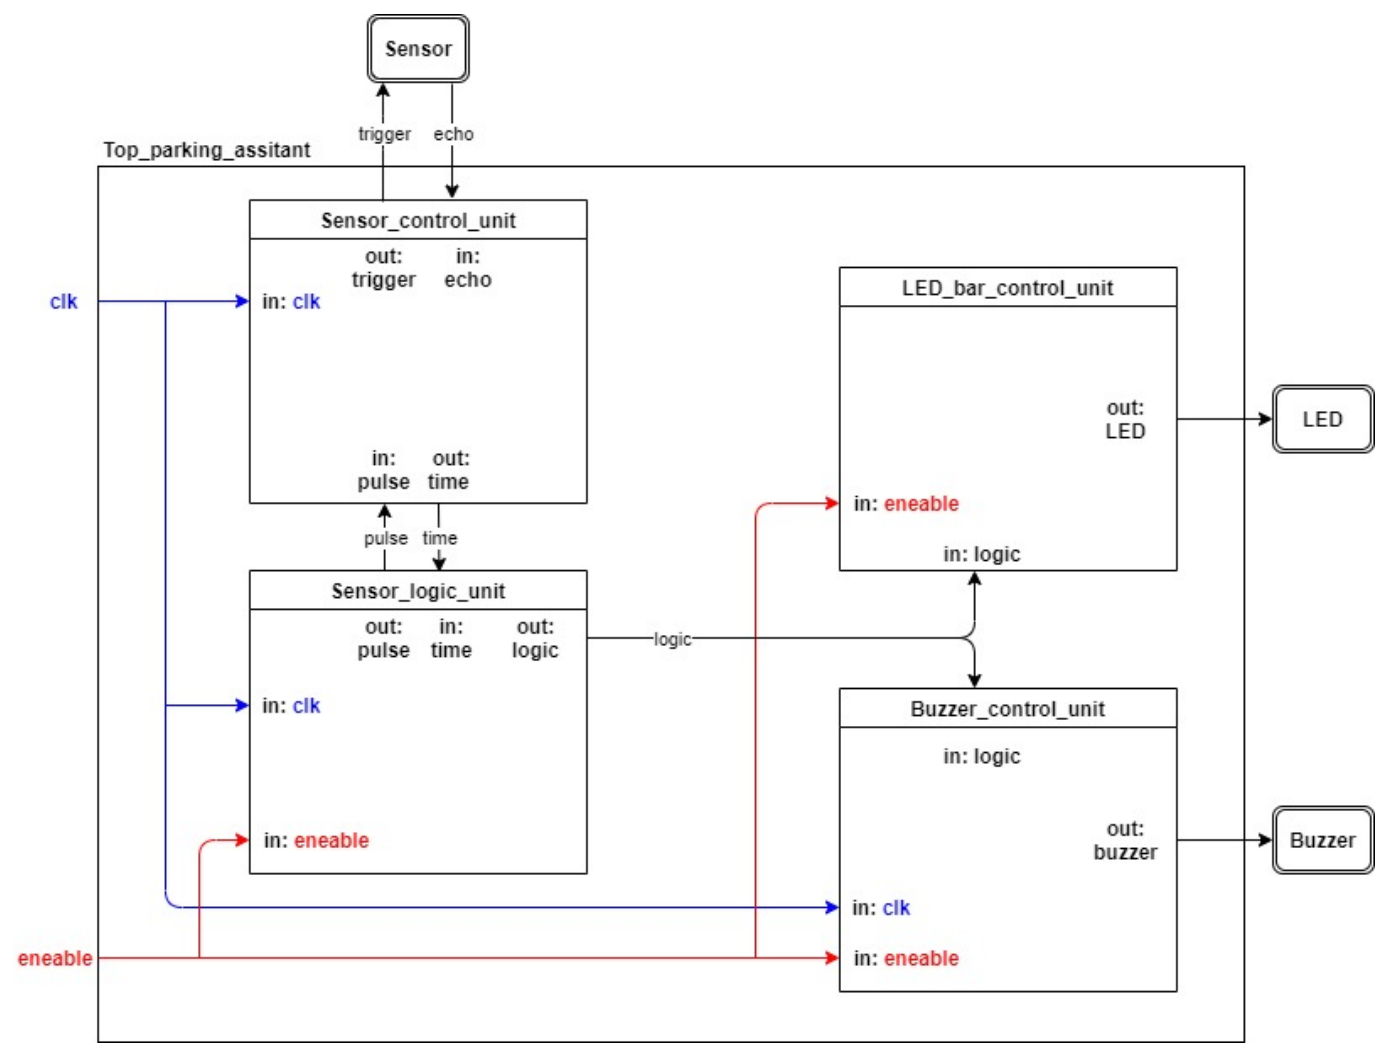 Sensor
trigger echo
Top_parking_assitant
Sensor_control_unit
out: in:
trigger echo
clk
in: clk
in: out:
pulse time
pulse time
Sensor_logic_unit
out: in: out:
pulse time logic
in: clk
in: eneable
eneable
logic
LED_bar_control_unit
out:
LED
in: eneable
in: logic
LED
Buzzer_control_unit
in: logic
out:
buzzer
in: clk
in: eneable
Buzzer